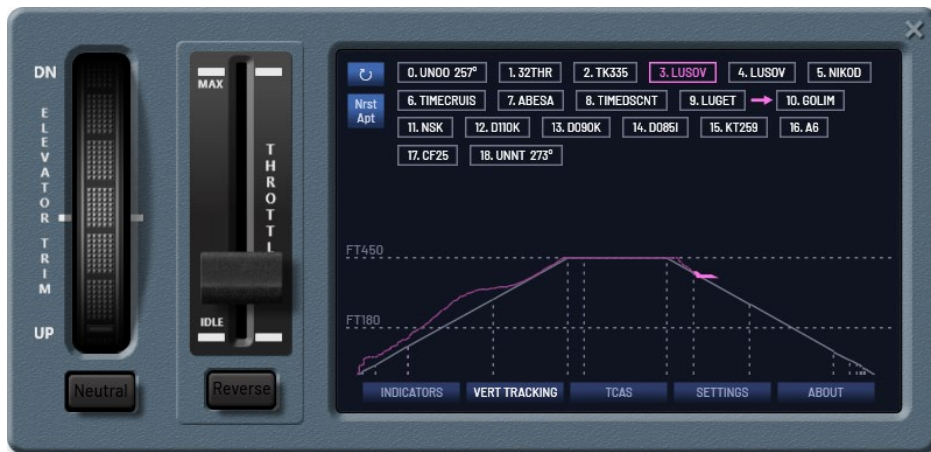 DN
ELEVATOR TRIM
UP
Neutral
MAX
THROTTL
IDLE
Reverse
Nrst
Apt
0. UNOO 257° 1. 32THR 2. TK335 3. LUSOV 4. LUSOV 5. NIKOD
6. TIMECRUIS 7. ABESA 8. TIMEDSCNT 9. LUGET 10. GOLIM
11. NSK 12. D110K 13. D090K 14. D085I 15. KT259 16. A6
17. CF25 18. UNNT 273°
FT450
FT180
INDICATORS VERT TRACKING TCAS SETTINGS ABOUT